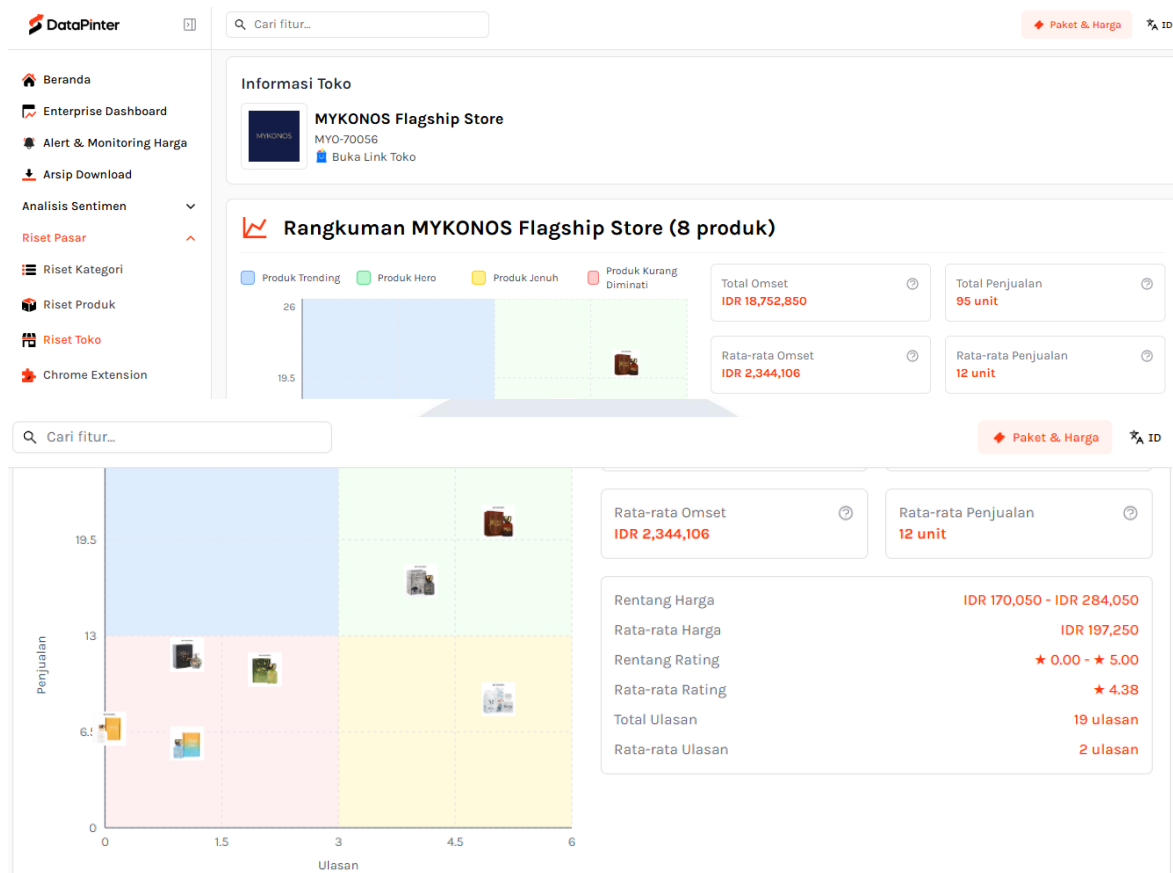 DataPinter
Cari fitur...
Paket & Harga
ID
Beranda
Enterprise Dashboard
Alert & Monitoring Harga
Arsip Download
Analisis Sentimen
Riset Pasar
Riset Kategori
Riset Produk
Riset Toko
Chrome Extension
Informasi Toko
MYKONOS
MYKONOS Flagship Store
MYO-70056
Buka Link Toko
Rangkuman MYKONOS Flagship Store (8 produk)
Produk Trending
Produk Hero
Produk Jenuh
Produk Kurang
Diminati
26
19.5
Total Omset
IDR 18,752,850
Total Penjualan
95 unit
Rata-rata Omset
IDR 2,344,106
Rata-rata Penjualan
12 unit
Cari fitur...
Paket & Harga
ID
19.5
13
6.5
0
Penjualan
0
1.5
3
4.5
6
Ulasan
Rata-rata Omset
IDR 2,344,106
Rata-rata Penjualan
12 unit
Rentang Harga
IDR 170,050 - IDR 284,050
Rata-rata Harga
IDR 197,250
Rentang Rating
★ 0.00 - ★ 5.00
Rata-rata Rating
★ 4.38
Total Ulasan
19 ulasan
Rata-rata Ulasan
2 ulasan